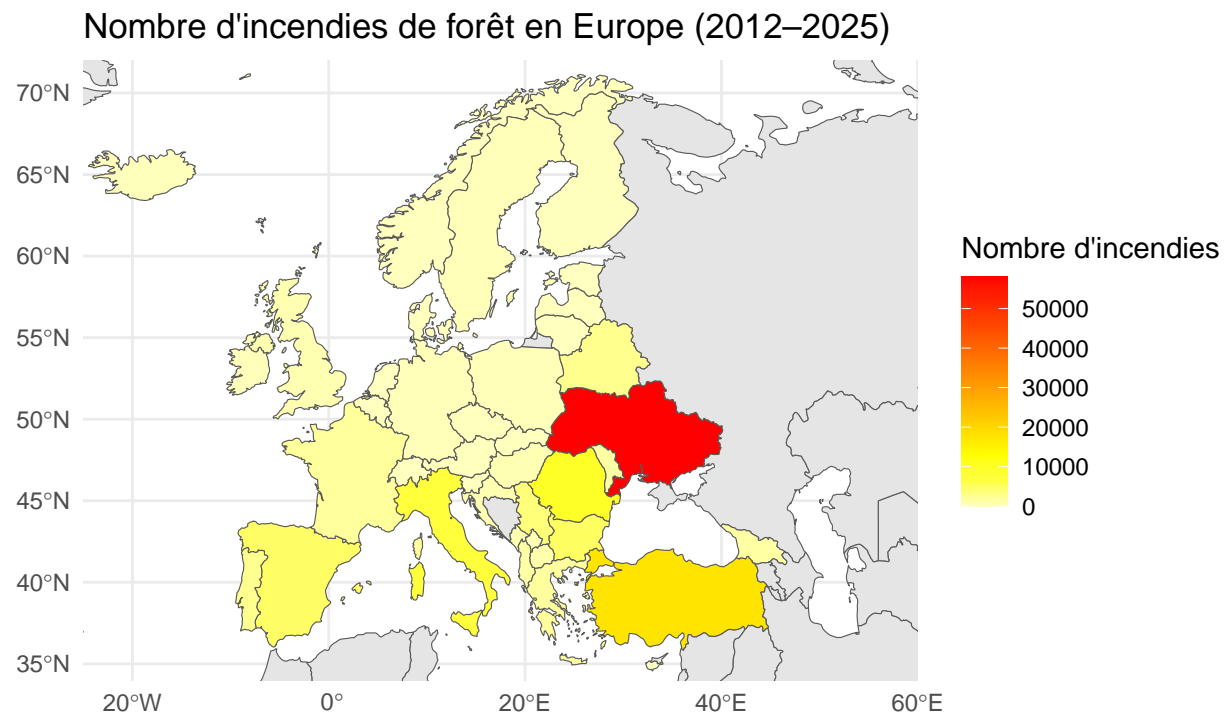 Nombre d'incendies de forêt en Europe (2012–2025)
70°N
65°N
60°N
55°N
50°N
45°N
40°N
35°N
20°W
0°
20°E
40°E
60°E
Nombre d'incendies
50000
40000
30000
20000
10000
0